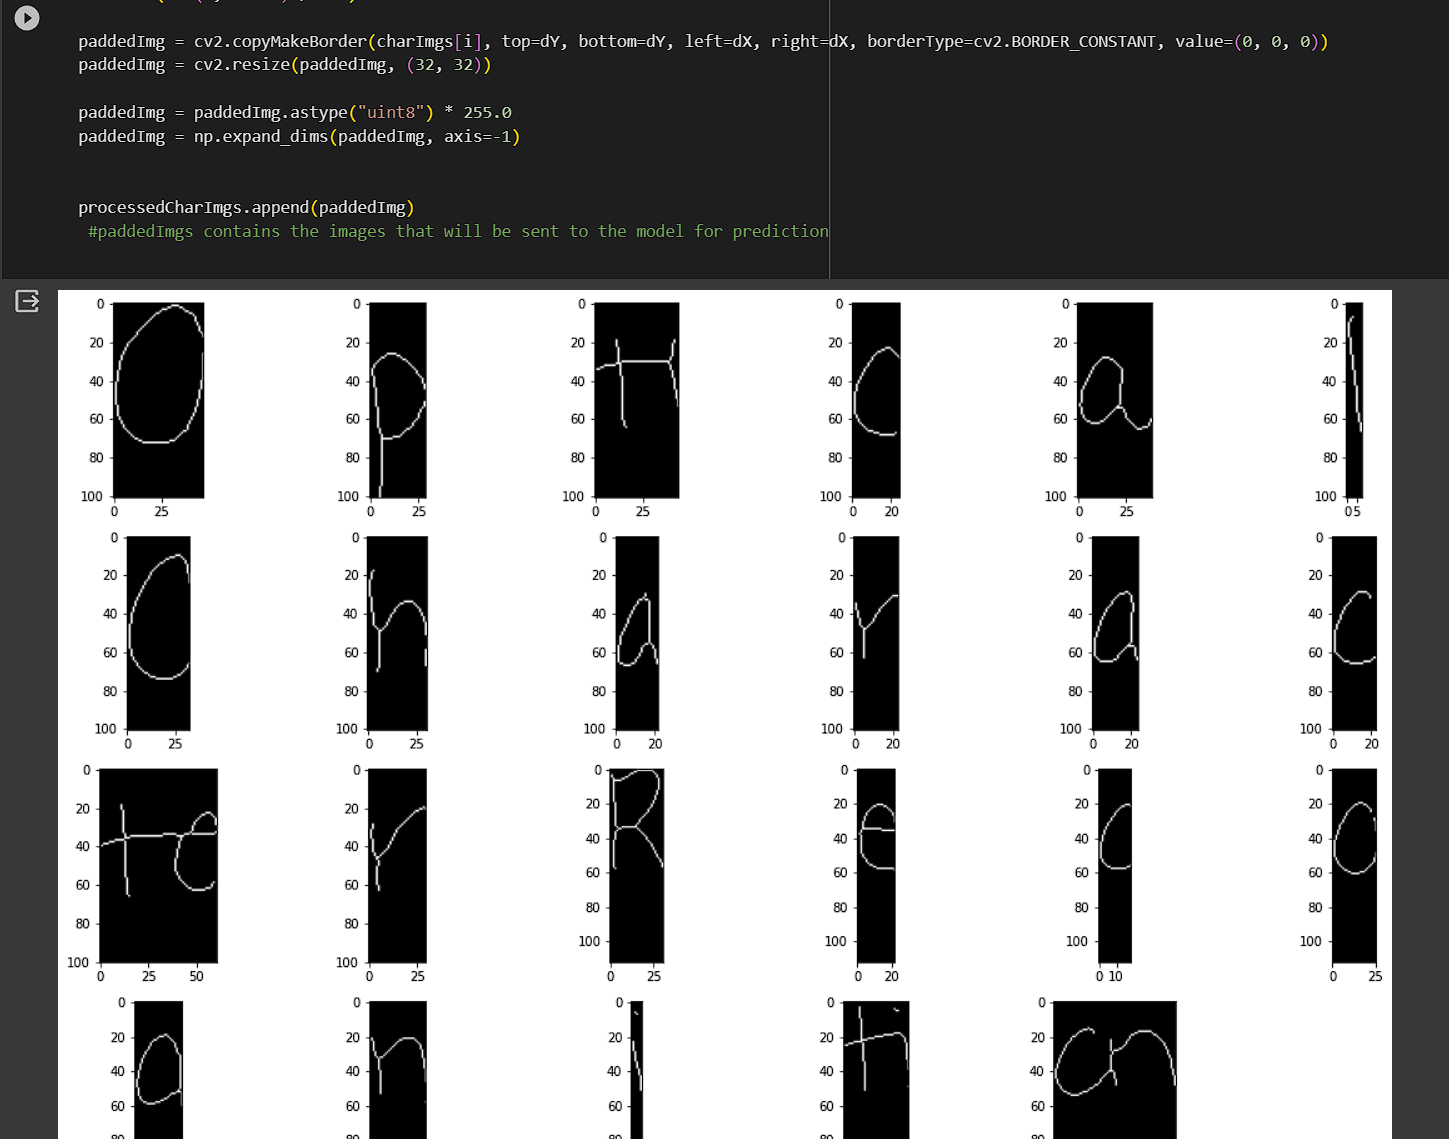 paddedImg = cv2.copyMakeBorder(charImgs[i], top=dY, bottom=dY, left=dX, right=dX, borderType=cv2.BORDER_CONSTANT, value=(0, 0, 0))
paddedImg = cv2.resize(paddedImg, (32, 32))
paddedImg = paddedImg.astype("uint8") * 255.0
paddedImg = np.expand_dims(paddedImg, axis=-1)
processedCharImgs.append(paddedImg)
#paddedImgs contains the images that will be sent to the model for prediction
0 0 0 0 0 0
20 20 20 20 20 20
40 40 40 40 40 40
60 60 60 60 60 60
80 80 80 80 80 80
100 100 100 100 100 100
0 25 0 25 0 25 0 20 0 25 0 5
0 0 0 0 0 0
20 20 20 20 20 20
40 40 40 40 40 40
60 60 60 60 60 60
80 80 80 80 80 80
100 100 100 100 100 100
0 25 0 25 0 20 0 20 0 20 0 20
0 0 0 0 0 0
20 20 20 20 20 20
40 40 40 40 40 40
60 60 60 60 60 60
80 80 80 80 80 80
100 100 100 100 100 100
0 25 50 0 25 0 25 0 20 0 10 0 25
0 0 0 0 0
20 20 20 20 20
40 40 40 40 40
60 60 60 60 60
80 80 80 80 80